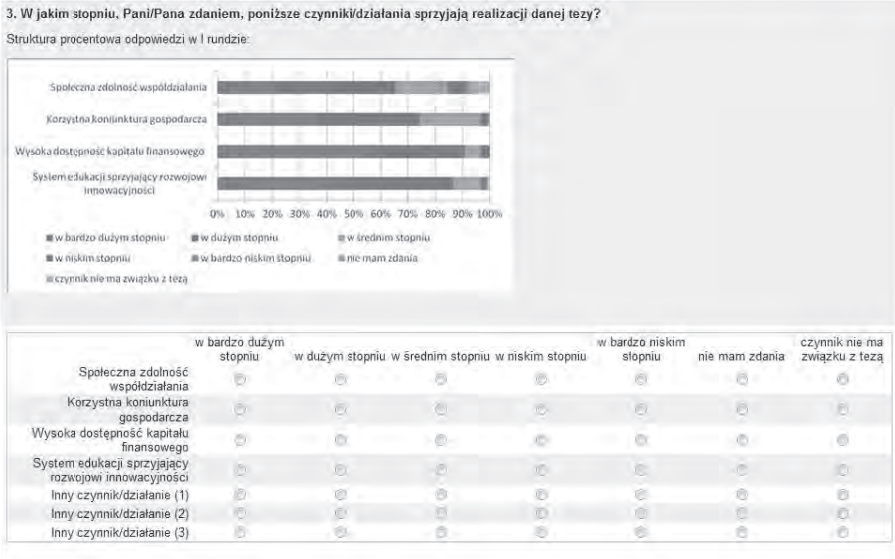 3. W jakim stopniu, Pani/Pana zdaniem, poniższe czynniki/działania sprzyjają realizacji danej tezy?
Struktura procentowa odpowiedzi w I rundzie:
Społeczna zdolność współdziałania
Korzystna koniunktura gospodarcza
Wysoka dostępność kapitału finansowego
System edukacji sprzyjający rozwojowi
innowacyjności
0% 10% 20% 30% 40% 50% 60% 70% 80% 90% 100%
w bardzo dużym stopniu w dużym stopniu w średnim stopniu
w niskim stopniu w bardzo niskim stopniu nie mam zdania
czynnik nie ma związku z tezą
w bardzo dużym w bardzo niskim czynnik nie ma
stopniu w dużym stopniu w średnim stopniu w niskim stopniu stopniu nie mam zdania związku z tezą
Społeczna zdolność
współdziałania
Korzystna koniunktura
gospodarcza
Wysoka dostępność kapitału
finansowego
System edukacji sprzyjający
rozwojowi innowacyjności
Inny czynnik/działanie (1)
Inny czynnik/działanie (2)
Inny czynnik/działanie (3)